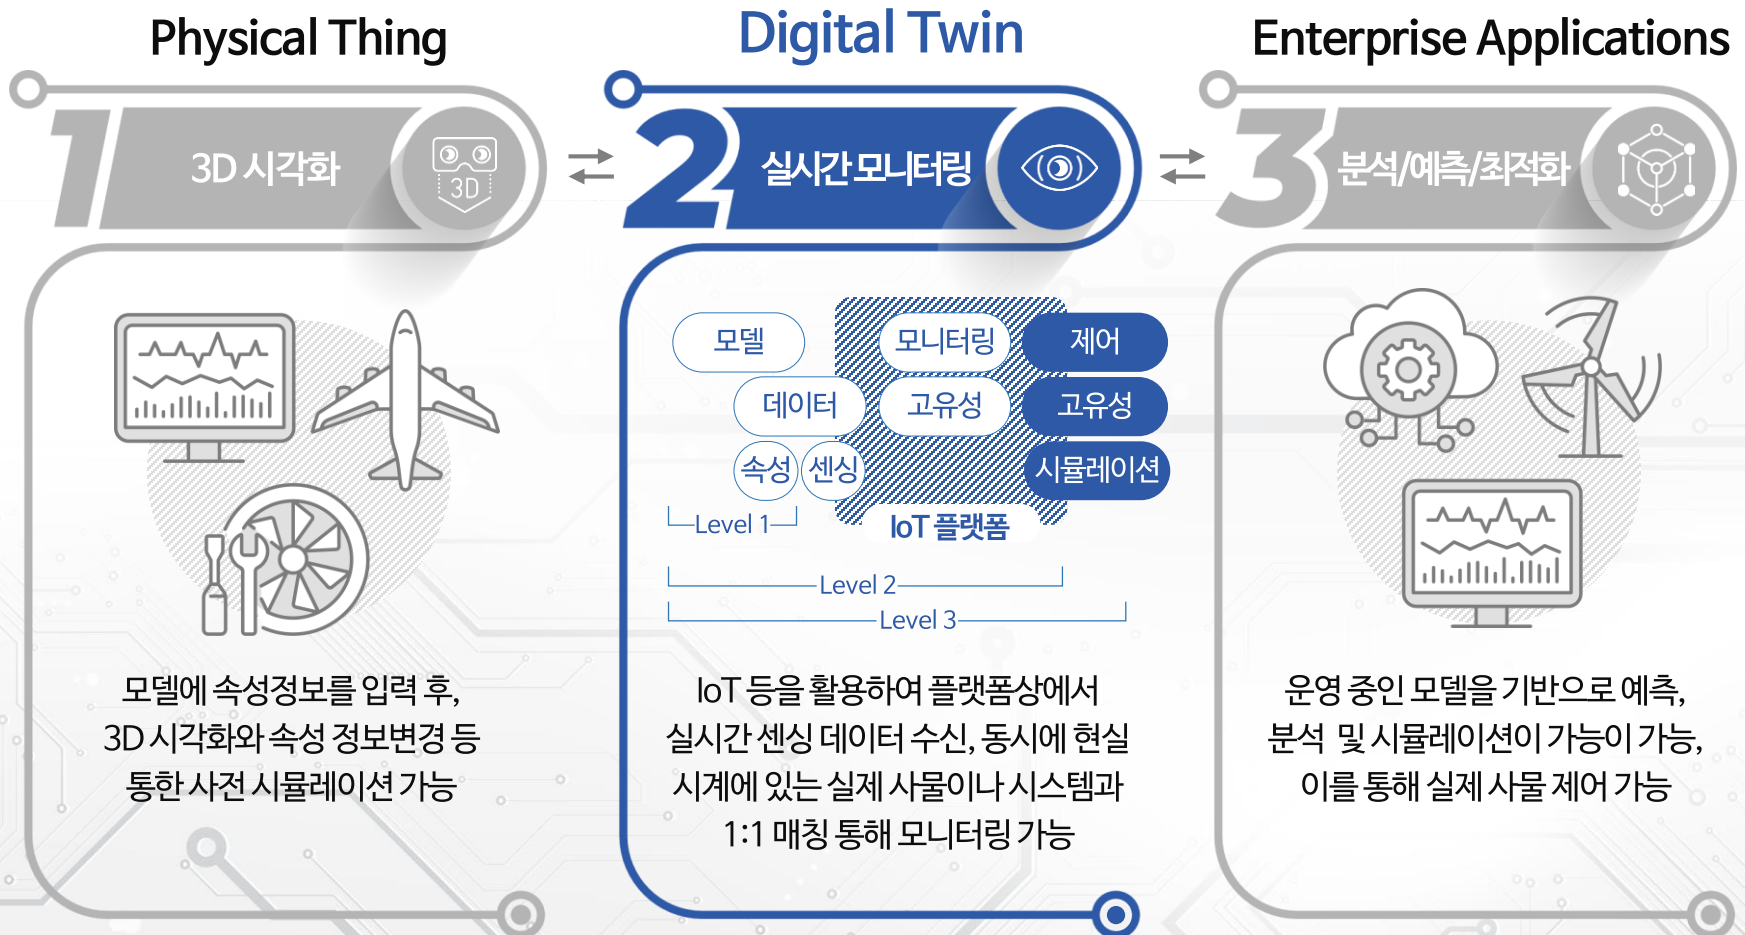 Physical Thing
1
3D 시각화
3D
모델에 속성정보를 입력 후,
3D 시각화와 속성 정보변경 등
통한 사전 시뮬레이션 가능
Digital Twin
2
실시간 모니터링
모델 모니터링 제어
데이터 고유성 고유성
속성 센싱 시뮬레이션
Level 1 IoT 플랫폼
Level 2
Level 3
IoT 등을 활용하여 플랫폼상에서
실시간 센싱 데이터 수신, 동시에 현실
시계에 있는 실제 사물이나 시스템과
1:1 매칭 통해 모니터링 가능
Enterprise Applications
3
분석/예측/최적화
운영 중인 모델을 기반으로 예측,
분석 및 시뮬레이션이 가능이 가능,
이를 통해 실제 사물 제어 가능